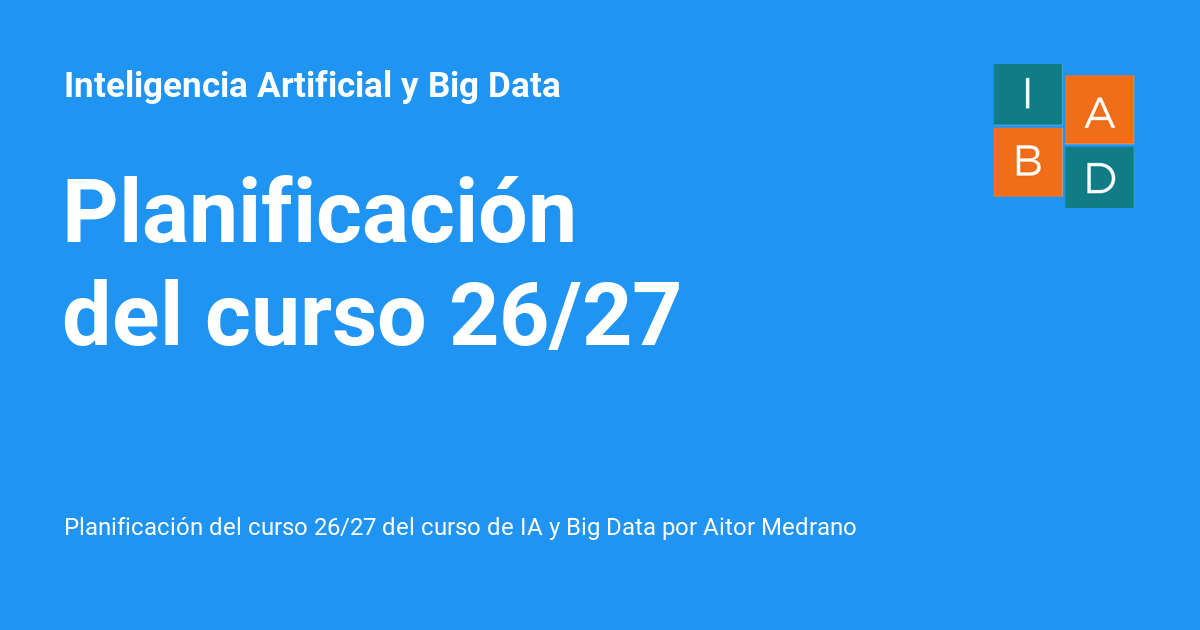 Inteligencia Artificial y Big Data
I A
B D
Planificación
del curso 26/27
Planificación del curso 26/27 del curso de IA y Big Data por Aitor Medrano